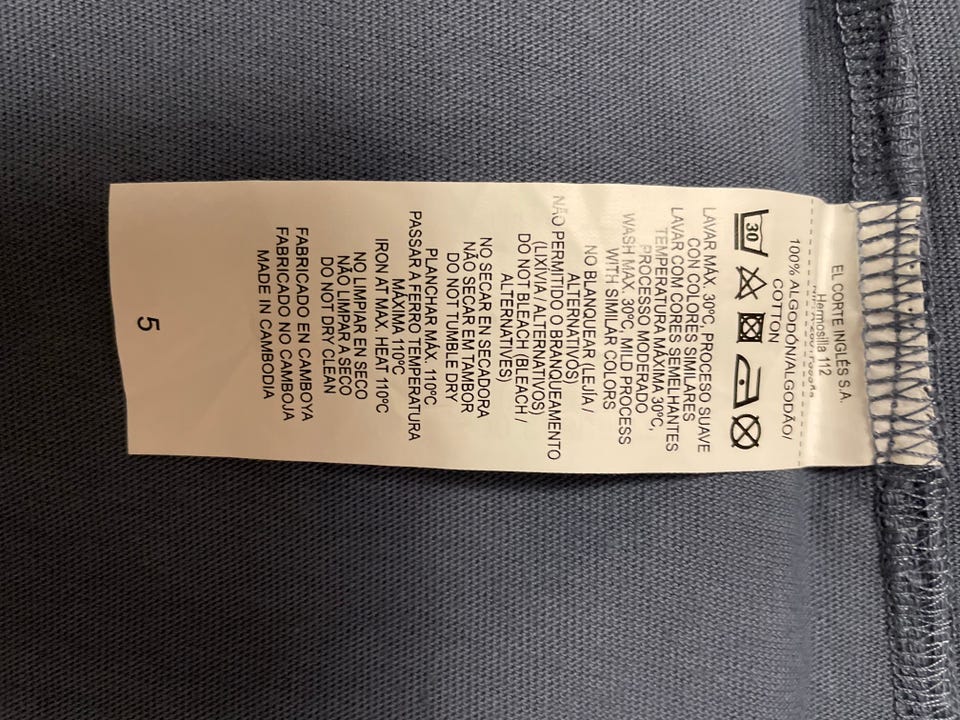 EL CORTE INGLÉS S.A.
Hermosilla 112
100% ALGODÓN/ALGODÃO/
COTTON
30
LAVAR MÁX. 30ºC, PROCESO SUAVE
CON COLORES SIMILARES
LAVAR COM CORES SEMELHANTES
TEMPERATURA MÁXIMA 30ºC,
PROCESSO MODERADO
WASH MAX. 30ºC, MILD PROCESS
WITH SIMILAR COLORS
NO BLANQUEAR (LEJÍA /
ALTERNATIVOS)
NÃO PERMITIDO O BRANQUEAMENTO
(LIXÍVIA / ALTERNATIVOS)
DO NOT BLEACH (BLEACH /
ALTERNATIVES)
NO SECAR EN SECADORA
NÃO SECAR EM TAMBOR
DO NOT TUMBLE DRY
PLANCHAR MÁX. 110ºC
PASSAR A FERRO TEMPERATURA
MÁXIMA 110ºC
IRON AT MAX. HEAT 110ºC
NO LIMPIAR EN SECO
NÃO LIMPAR A SECO
DO NOT DRY CLEAN
FABRICADO EN CAMBOYA
FABRICADO NO CAMBOJA
MADE IN CAMBODIA
5